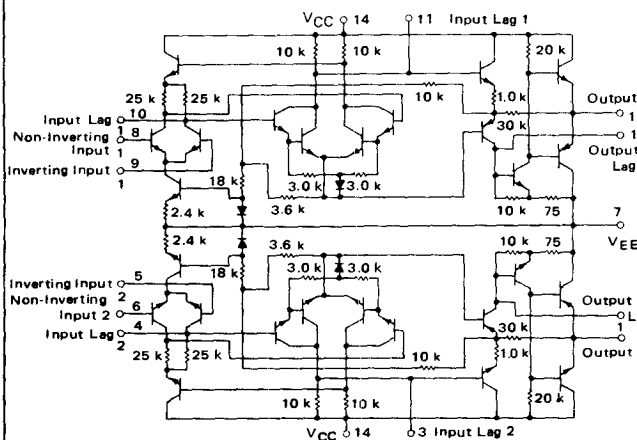 VCC 14
11 Input Lag 1
10 k
10 k
20 k
25 k
25 k
10 k
1.0 k
Input Lag 10
1
Output
1
30 k
Non-Inverting 8
Input 1
1
Output
Lag
Inverting Input 9
1
18 k
3.0 k
3.0 k
10 k
75
2.4 k
3.6 k
7
VEE
2.4 k
3.6 k
10 k
75
18 k
3.0 k
3.0 k
Inverting Input 5
2
Non-Inverting 6
Input 2
Output
L
30 k
Input Lag 4
2
1
Output
25 k
25 k
10 k
1.0 k
10 k
10 k
20 k
VCC 14
3 Input Lag 2